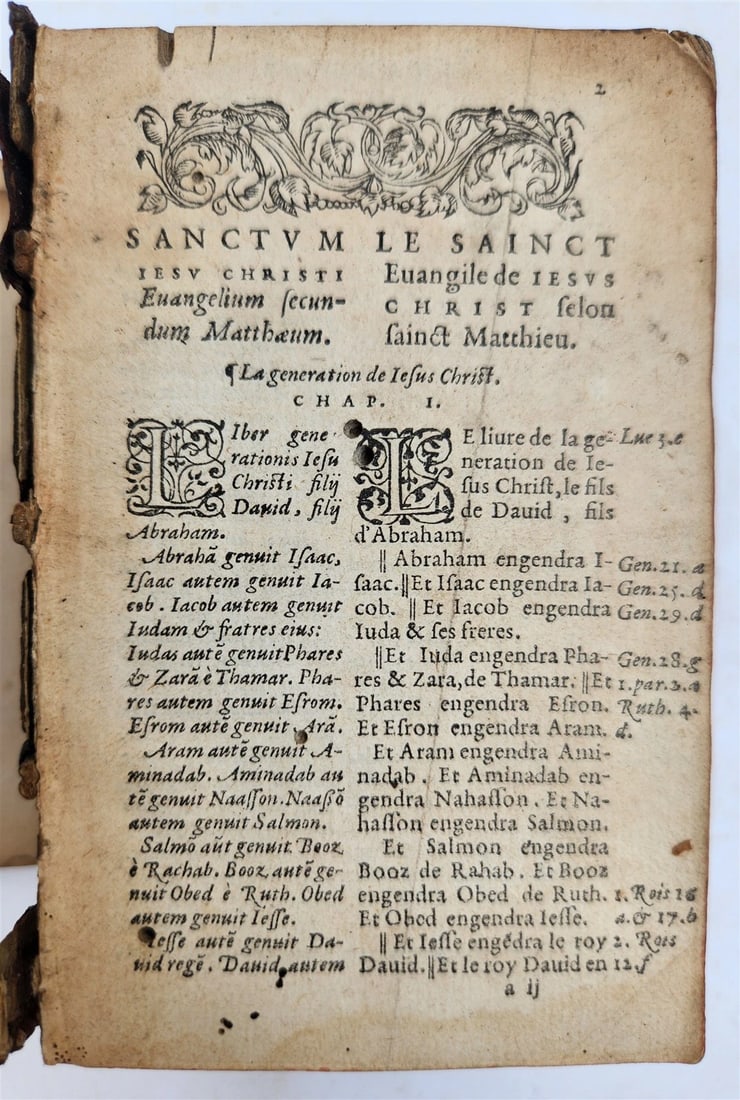 2
SANCTVM
IESV CHRISTI
Euangelium ſecun-
dum Matthæum.
LE SAINCT
Euangile de IESVS
CHRIST ſelon
ſainct Matthieu.
¶La generation de Ieſus Chriſt.
CHAP. I.
LIber gene
rationis Ieſu
Chriſti filij
Dauid, filij
Abraham.
Abrahã genuit Iſaac,
Iſaac autem genuit Ia-
cob. Iacob autem genuit
Iudam & fratres eius:
Iudas autẽ genuit Phares
& Zarã è Thamar. Pha-
res autem genuit Eſrom.
Eſrom autẽ genuit Arã.
Aram autẽ genuit A-
minadab. Aminadab au
tẽ genuit Naaſſon. Naaſſõ
autem genuit Salmon.
Salmõ aũt genuit Booz
è Rachab. Booz autẽ ge-
nuit Obed è Ruth. Obed
autem genuit Ieſſe.
Ieſſe autẽ genuit Da-
uid regẽ. Dauid autem
LE liure de la ge-
neration de Ie-
ſus Chriſt, le fils
de Dauid, fils
d'Abraham.
‖ Abraham engendra I-
ſaac. ‖Et Iſaac engendra Ia-
cob. ‖ Et Iacob engendra
Iuda & ſes freres.
‖Et Iuda engendra Pha-
res & Zara, de Thamar. ‖Et
Phares engendra Eſron.
Et Eſron engendra Aram.
Et Aram engendra Ami-
nadab. Et Aminadab en-
gendra Nahaſſon. Et Na-
haſſon engendra Salmon.
Et Salmon engendra
Booz de Rahab. Et Booz
engendra Obed de Ruth.
Et Obed engendra Ieſſe.
‖ Et Ieſſe engẽdra le roy
Dauid. ‖Et le roy Dauid en
Luc 3.e
Gen.21.a
Gen.25.d
Gen.29.d
Gen.28.g
1.par.2.a
Ruth. 4.
d.
1. Rois 16
a.& 17.b
2. Rois
12.f
a ij